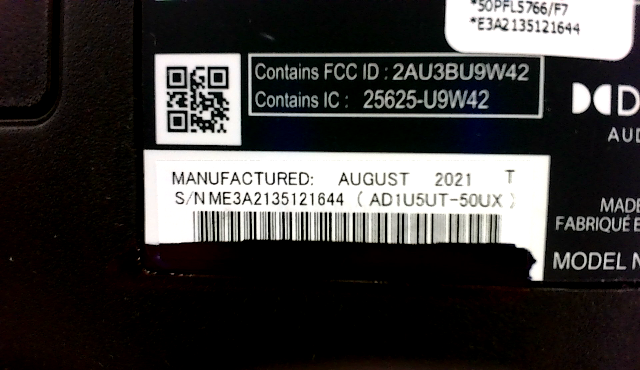 *50PFL5766/F7
*E3A2135121644
Contains FCC ID : 2AU3BU9W42
Contains IC : 25625-U9W42
AUD
MANUFACTURED: AUGUST 2021 T
S/N ME3A2135121644 ( AD1U5UT-50UX )
MADE
FABRIQUÉ E
MODEL N